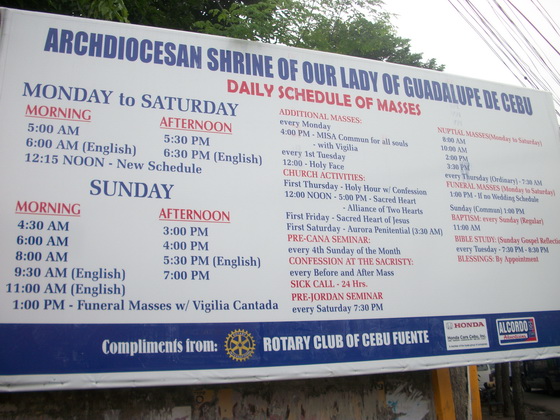 ARCHDIOCESAN SHRINE OF OUR LADY OF GUADALUPE DE CEBU
DAILY SCHEDULE OF MASSES
MONDAY to SATURDAY
MORNING
5:00 AM
6:00 AM (English)
12:15 NOON - New Schedule
AFTERNOON
5:30 PM
6:30 PM (English)
SUNDAY
MORNING
4:30 AM
6:00 AM
8:00 AM
9:30 AM (English)
11:00 AM (English)
1:00 PM - Funeral Masses w/ Vigilia Cantada
AFTERNOON
3:00 PM
4:00 PM
5:30 PM (English)
7:00 PM
ADDITIONAL MASSES:
every Monday
4:00 PM - MISA Commun for all souls
- with Vigilia
every 1st Tuesday
12:00 - Holy Face
CHURCH ACTIVITIES:
First Thursday - Holy Hour w/ Confession
12:00 NOON - 5:00 PM - Sacred Heart
- Alliance of Two Hearts
First Friday - Sacred Heart of Jesus
First Saturday - Aurora Penitential (3:30 AM)
PRE-CANA SEMINAR:
every 4th Sunday of the Month
CONFESSION AT THE SACRISTY:
every Before and After Mass
SICK CALL - 24 Hrs.
PRE-JORDAN SEMINAR
every Saturday 7:30 PM
NUPTIAL MASSES(Monday to Saturday)
8:00 AM
10:00 AM
2:00 PM
3:30 PM
every Thursday (Ordinary) - 7:30 AM
FUNERAL MASSES (Monday to Saturday)
1:00 PM - If no Wedding Schedule
Sunday (Commun) 1:00 PM
BAPTISM: every Sunday (Regular)
11:00 AM
BIBLE STUDY: (Sunday Gospel Reflectio
every Tuesday - 7:30 PM - 8:30 PM
BLESSINGS: By Appointment
Compliments from: ROTARY CLUB OF CEBU FUENTE
HONDA
Honda Cars Cebu, Inc.
ALCORDO